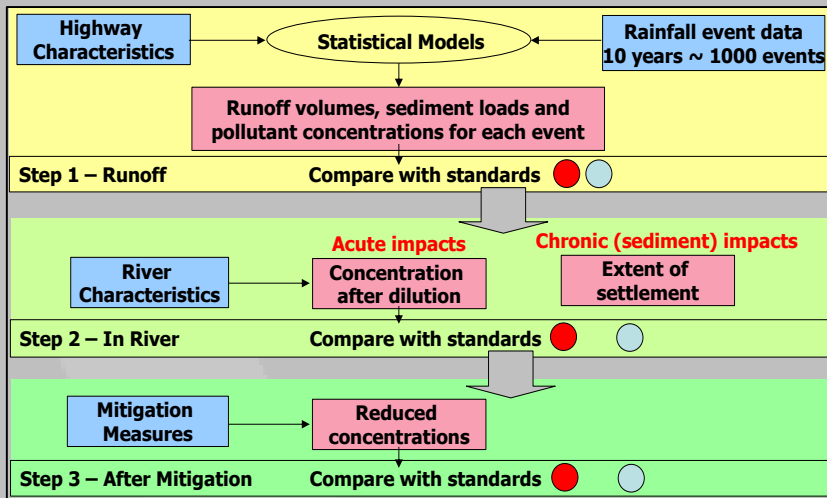 Highway
Characteristics
Statistical Models
Rainfall event data
10 years ~ 1000 events
Runoff volumes, sediment loads and
pollutant concentrations for each event
Step 1 – Runoff
Compare with standards
Acute impacts
Chronic (sediment) impacts
River
Characteristics
Concentration
after dilution
Extent of
settlement
Step 2 – In River
Compare with standards
Mitigation
Measures
Reduced
concentrations
Step 3 – After Mitigation
Compare with standards